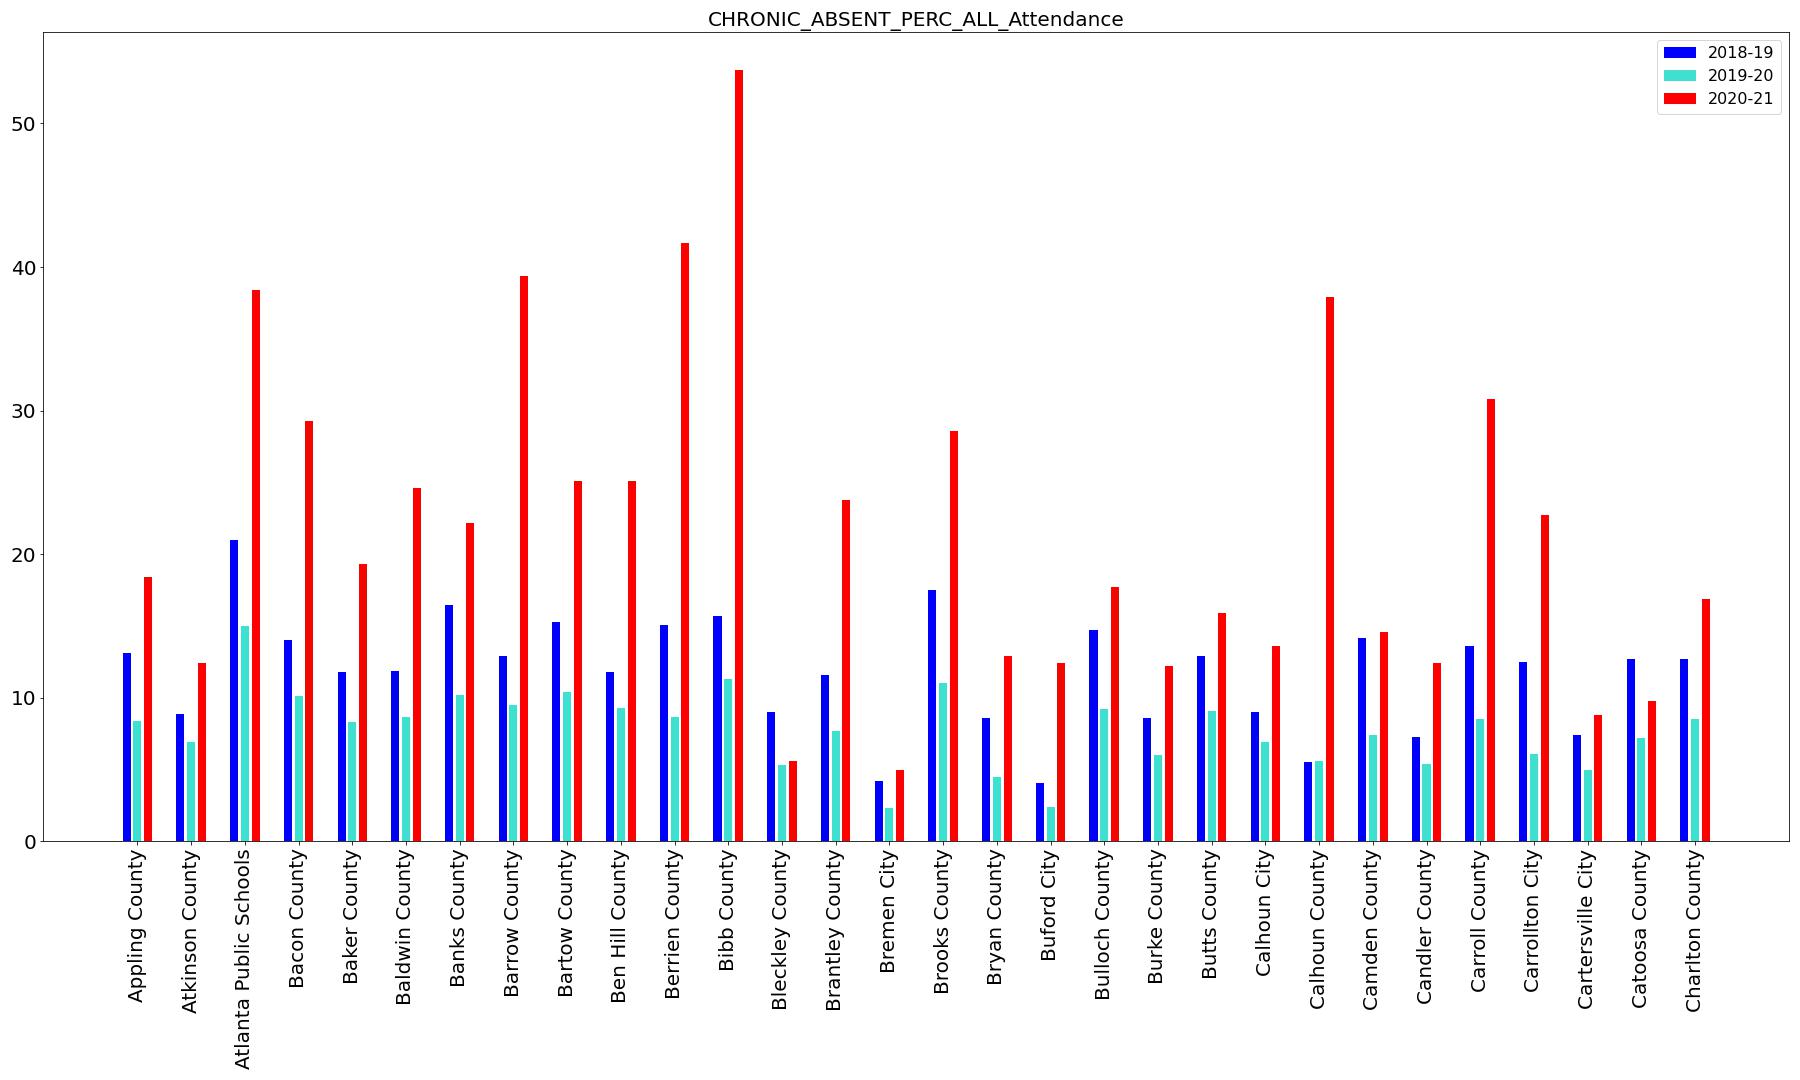 CHRONIC_ABSENT_PERC_ALL_Attendance
2018-19
2019-20
2020-21
50
40
30
20
10
0
Appling County
Atkinson County
Atlanta Public Schools
Bacon County
Baker County
Baldwin County
Banks County
Barrow County
Bartow County
Ben Hill County
Berrien County
Bibb County
Bleckley County
Brantley County
Bremen City
Brooks County
Bryan County
Buford City
Bulloch County
Burke County
Butts County
Calhoun City
Calhoun County
Camden County
Candler County
Carroll County
Carrollton City
Cartersville City
Catoosa County
Charlton County